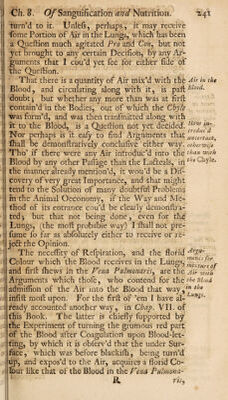 Ch. 8. Of Sanguification and Nutrition. 241
turn'd to it. Unleſs, perhaps, it may receive
ſome Portion of Air in the Lungs, which has been
a Queſtion much agitated Pro and Con, but not
yet brought to any certain Deciſion, by any Ar-
guments that I cou'd yet ſee for either ſide of
the Queſtion.
That there is a quantity of Air mix'd with the
Blood, and circulating along with it, is paſt
doubt; but whether any more than was at firſt
contain'd in the Bodies, out of which the Chyle
was form'd, and was then tranſmitted along with
it to the Blood, is a Queſtion not yet decided.
Nor perhaps is it eaſy to find Arguments that
ſhall be demonſtratively concluſive either way.
Tho' if there were any Air introduc'd into the
Blood by any other Paſſage than the Lacteals, in
the manner already mention'd, it wou'd be a Diſ-
covery of very great Importance, and that might
tend to the Solution of many doubtful Problems
in the Animal Oeconomy, if the Way and Me-
thod of its entrance cou'd be clearly demonſtra-
ted; but that not being done, even for the
Lungs, (the moſt probable way) I ſhall not pre-
ſume ſo far as abſolutely either to receive or re-
ject the Opinion.
The neceſſity of Reſpiration, and the florid
Colour which the Blood receives in the Lungs,
and firſt ſhews in the Vena Pulmonaris, are the
Arguments which thoſe, who contend for the
admiſſion of the Air into the Blood that way
inſiſt moſt upon. For the firſt of 'em I have al-
ready accounted another way, in Chap. VII. of
this Book. The latter is chiefly ſupported by
the Experiment of turning the grumous red part
of the Blood after Coagulation upon Blood-let-
ting, by which it is obſerv'd that the under Sur-
face, which was before blackiſh, being turn'd
up, and expos'd to the Air, acquires a florid Co-
lour like that of the Blood in the Vena Pulmona-
R
Air in the
blood.
than with
the Chyle.
Argu-
ments for
mixture of
Air with
the Blood
in the
Lungs.